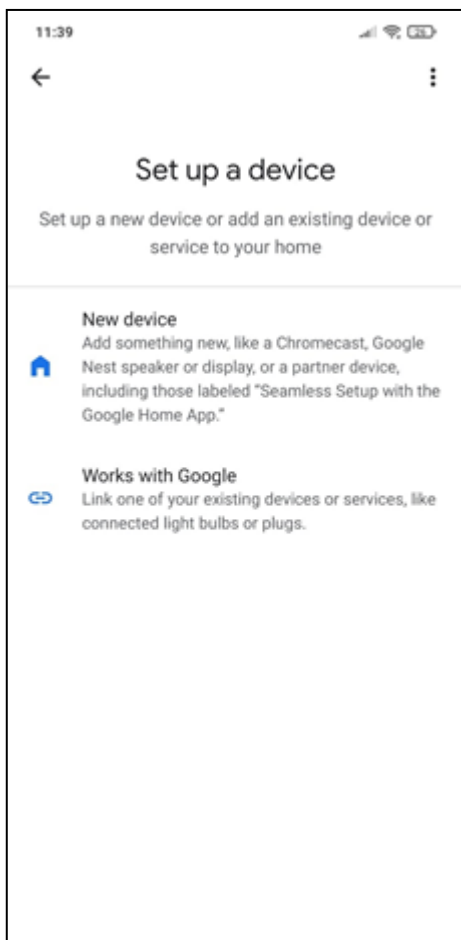 11:39
Set up a device
Set up a new device or add an existing device or
service to your home
New device
Add something new, like a Chromecast, Google
Nest speaker or display, or a partner device,
including those labeled “Seamless Setup with the
Google Home App.”
Works with Google
Link one of your existing devices or services, like
connected light bulbs or plugs.